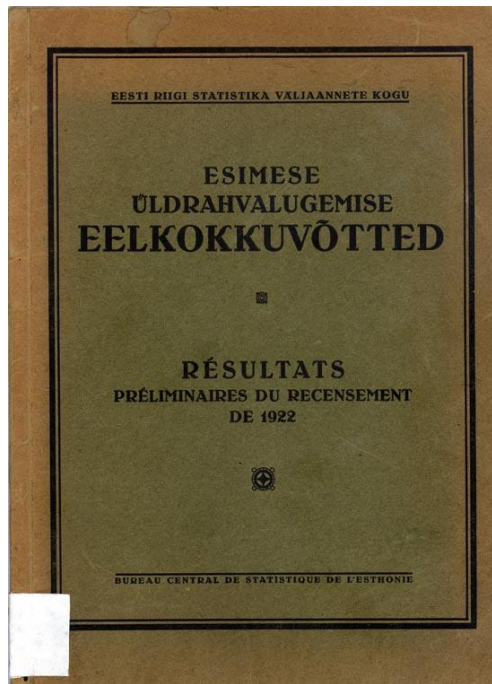 EESTI RIIGI STATISTIKA VÄLJAANNETE KOGU
ESIMESE
ÜLDRAHVALUGEMISE
EELKOKKUVÕTTED
RÉSULTATS
PRÉLIMINAIRES DU RECENSEMENT
DE 1922
BUREAU CENTRAL DE STATISTIQUE DE L'ESTHONIE